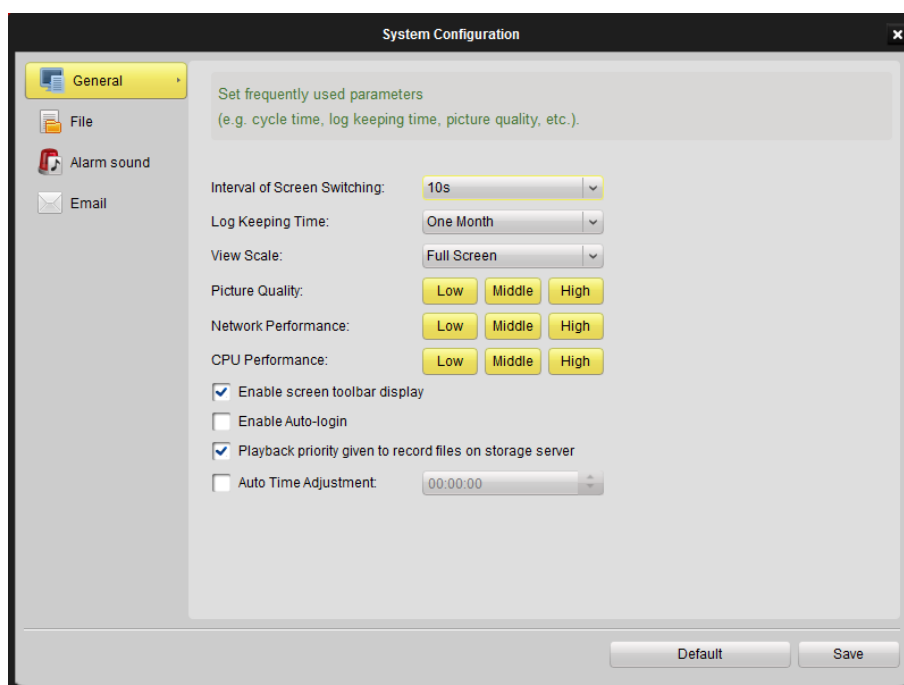 System Configuration
General
File
Alarm sound
Email
Set frequently used parameters
(e.g. cycle time, log keeping time, picture quality, etc.).
Interval of Screen Switching: 10s
Log Keeping Time: One Month
View Scale: Full Screen
Picture Quality: Low Middle High
Network Performance: Low Middle High
CPU Performance: Low Middle High
Enable screen toolbar display
Enable Auto-login
Playback priority given to record files on storage server
Auto Time Adjustment: 00:00:00
Default Save